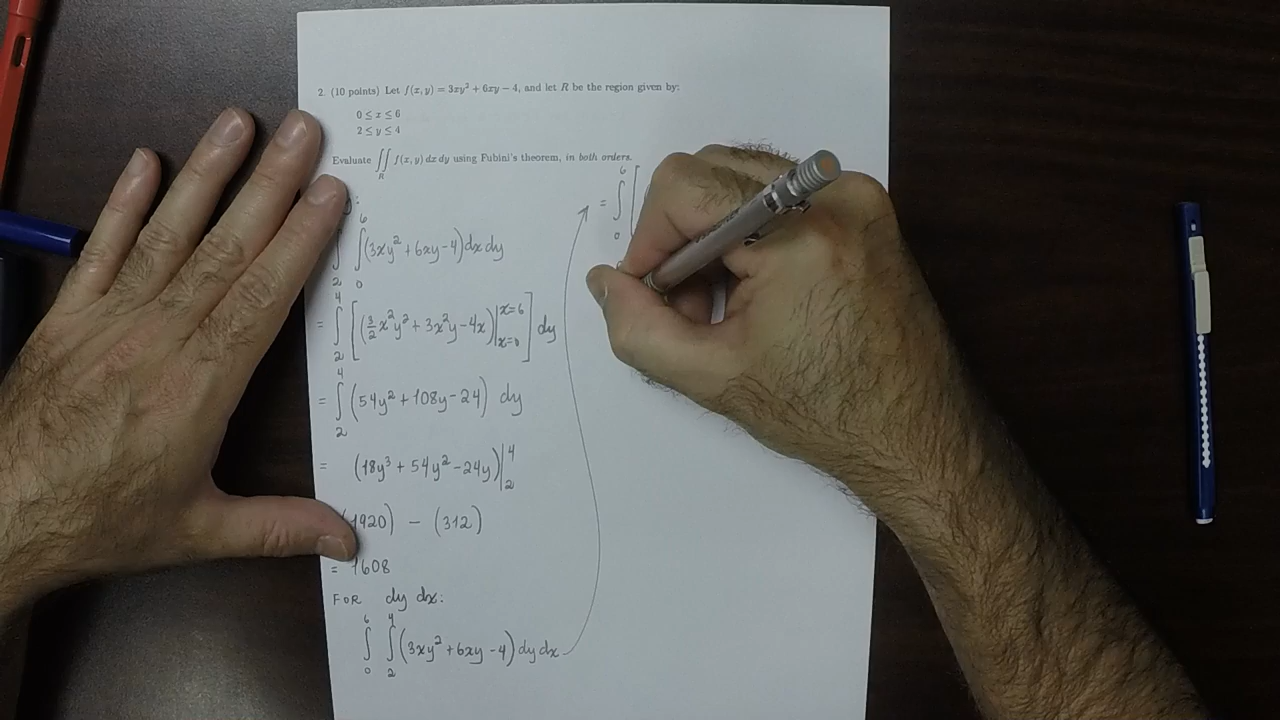 2. (10 points) Let f(x, y) = 3xy² + 6xy − 4, and let R be the region given by:
0 ≤ x ≤ 6
2 ≤ y ≤ 4
Evaluate ∬_R f(x, y) dx dy using Fubini's theorem, in both orders.
:
∫_2 ∫_0^6 (3xy² + 6xy − 4) dx dy
= ∫_2^4 [(3/2 x²y² + 3x²y − 4x)|_{x=0}^{x=6}] dy
= ∫_2^4 (54y² + 108y − 24) dy
= (18y³ + 54y² − 24y)|_2^4
(1920) − (312)
= 1608
FOR dy dx:
∫_0^6 ∫_2^4 (3xy² + 6xy − 4) dy dx
= ∫_0^6 [